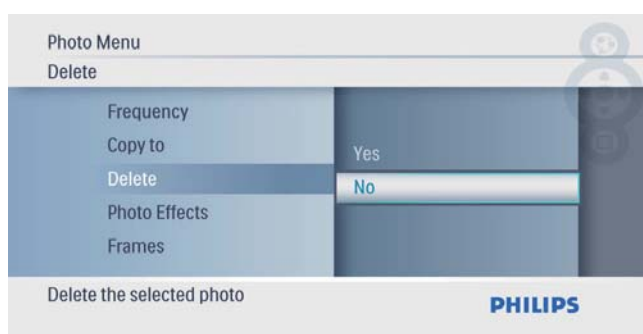 Photo Menu
Delete
Frequency
Copy to
Delete
Photo Effects
Frames
Yes
No
Delete the selected photo
PHILIPS